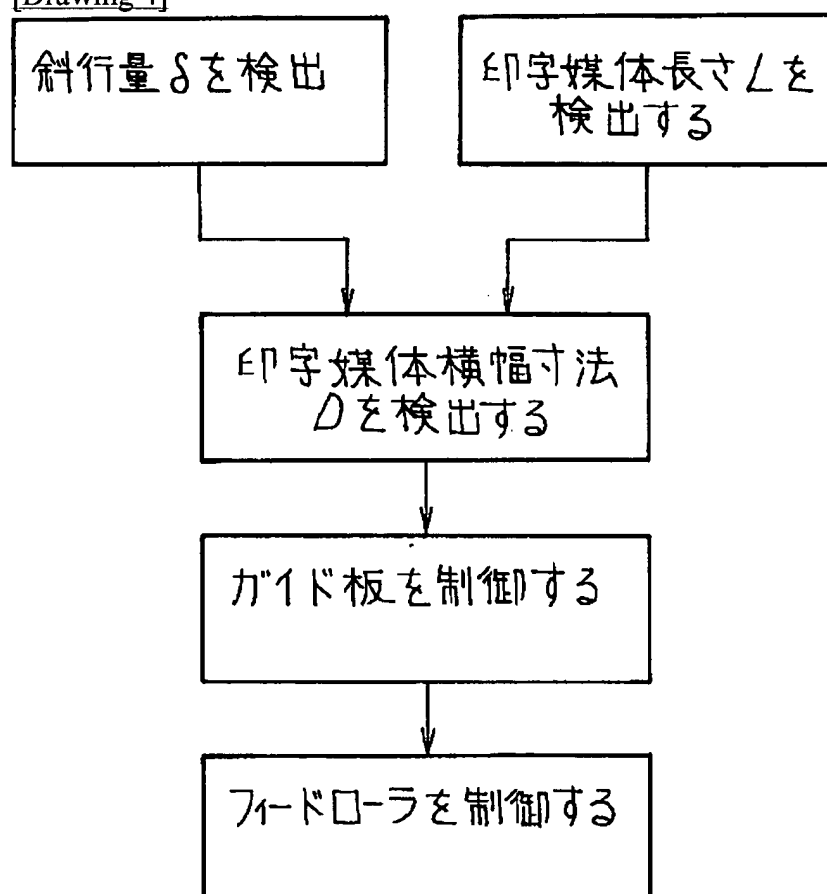 [Drawing 4]
斜行量δを検出
印字媒体長さLを
検出する
印字媒体横幅寸法
Dを検出する
ガイド板を制御する
フィードローラを制御する